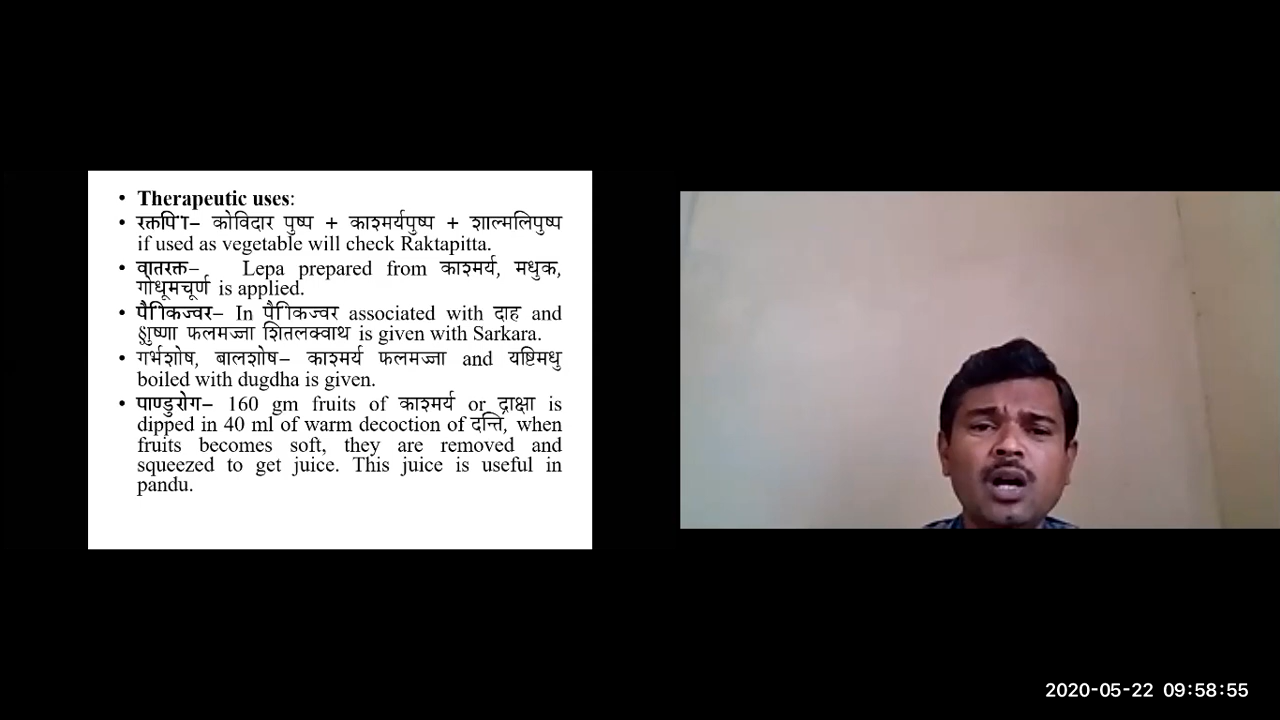 • Therapeutic uses:
• रक्तपिŸा– कोविदार पुष्प + काश्मर्यपुष्प + शाल्मलिपुष्प
if used as vegetable will check Raktapitta.
• वातरक्त– Lepa prepared from काश्मर्य, मधुक,
गोधूमचूर्ण is applied.
• पैŸिाकज्वर– In पैŸिाकज्वर associated with दाह and
§ाुष्णा फलमज्जा शितलक्वाथ is given with Sarkara.
• गर्भशोष, बालशोष– काश्मर्य फलमज्जा and यष्टिमधु
boiled with dugdha is given.
• पाण्डुरोग– 160 gm fruits of काश्मर्य or द्राक्षा is
dipped in 40 ml of warm decoction of दन्ति, when
fruits becomes soft, they are removed and
squeezed to get juice. This juice is useful in
pandu.
2020-05-22 09:58:55